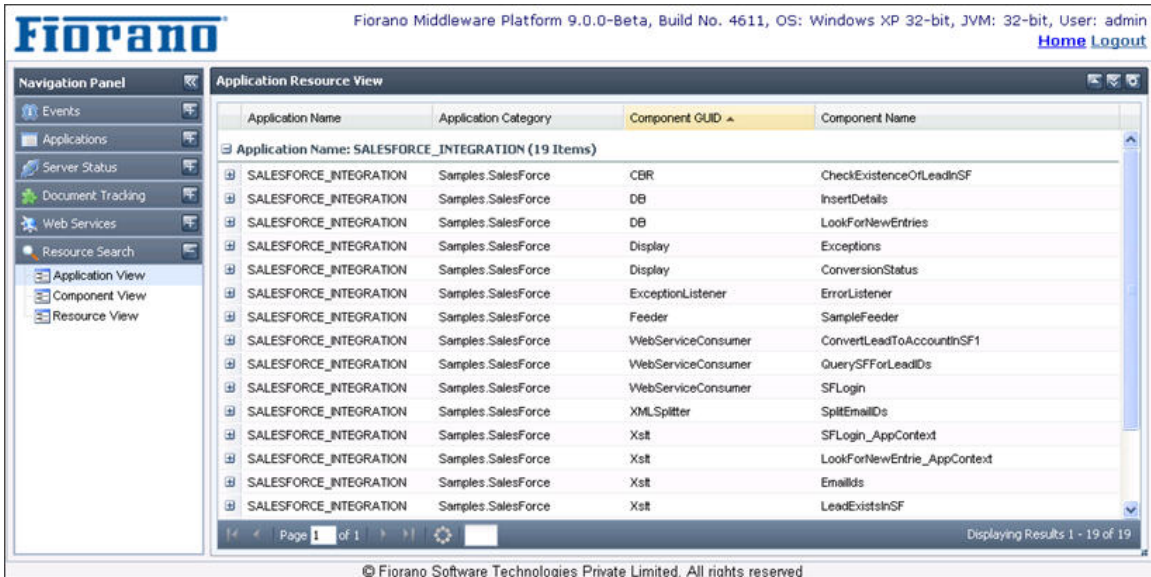 Fiorano
Fiorano Middleware Platform 9.0.0-Beta, Build No. 4611, OS: Windows XP 32-bit, JVM: 32-bit, User: admin
Home Logout
Navigation Panel
Events
Applications
Server Status
Document Tracking
Web Services
Resource Search
Application View
Component View
Resource View
Application Resource View
Application Name Application Category Component GUID Component Name
Application Name: SALESFORCE_INTEGRATION (19 Items)
SALESFORCE_INTEGRATION Samples.SalesForce CBR CheckExistenceOfLeadInSF
SALESFORCE_INTEGRATION Samples.SalesForce DB InsertDetails
SALESFORCE_INTEGRATION Samples.SalesForce DB LookForNewEntries
SALESFORCE_INTEGRATION Samples.SalesForce Display Exceptions
SALESFORCE_INTEGRATION Samples.SalesForce Display ConversionStatus
SALESFORCE_INTEGRATION Samples.SalesForce ExceptionListener ErrorListener
SALESFORCE_INTEGRATION Samples.SalesForce Feeder SampleFeeder
SALESFORCE_INTEGRATION Samples.SalesForce WebServiceConsumer ConvertLeadToAccountInSF1
SALESFORCE_INTEGRATION Samples.SalesForce WebServiceConsumer QuerySFForLeadIDs
SALESFORCE_INTEGRATION Samples.SalesForce WebServiceConsumer SFLogin
SALESFORCE_INTEGRATION Samples.SalesForce XMLSplitter SplitEmailIDs
SALESFORCE_INTEGRATION Samples.SalesForce Xslt SFLogin_AppContext
SALESFORCE_INTEGRATION Samples.SalesForce Xslt LookForNewEntrie_AppContext
SALESFORCE_INTEGRATION Samples.SalesForce Xslt EmailIds
SALESFORCE_INTEGRATION Samples.SalesForce Xslt LeadExistsInSF
Page 1 of 1 Displaying Results 1 - 19 of 19
© Fiorano Software Technologies Private Limited. All rights reserved